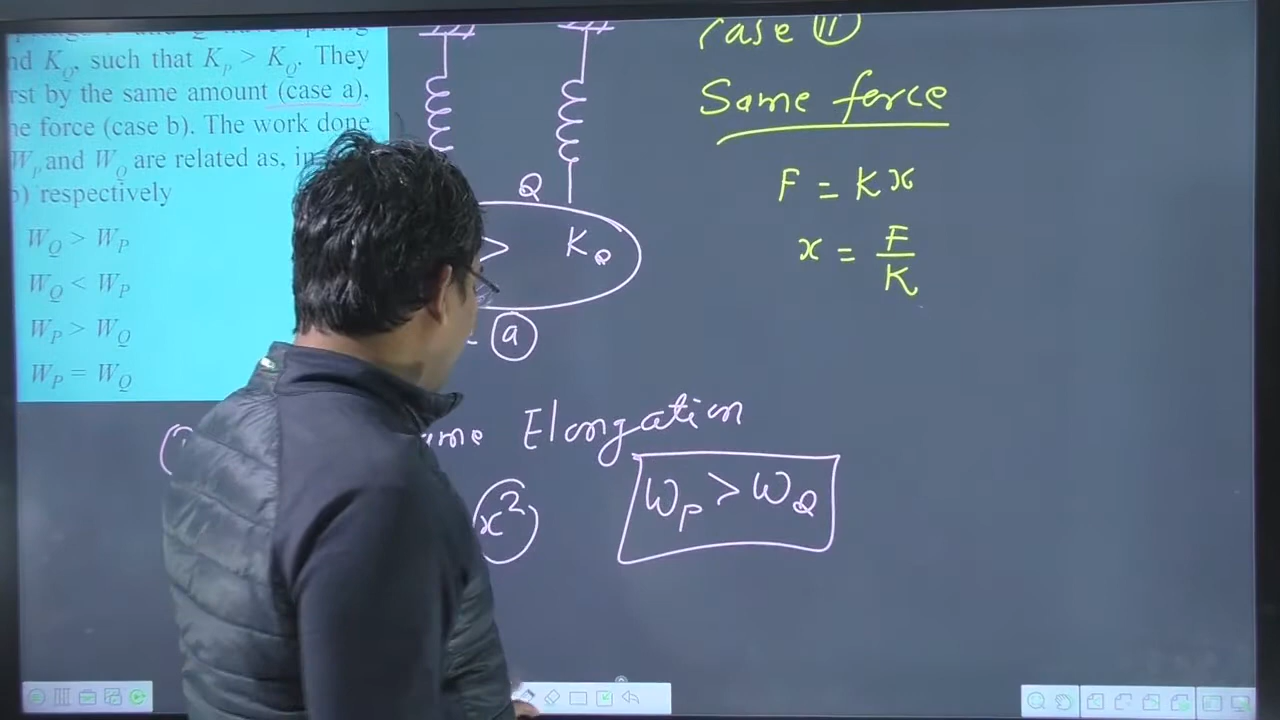 nd K_Q, such that K_P > K_Q. They
rst by the same amount (case a),
e force (case b). The work done
W_P and W_Q are related as, in
) respectively
W_Q > W_P
W_Q < W_P
W_P > W_Q
W_P = W_Q
Q
> K_Q
a
ame Elongation
x²
W_P > W_Q
Case II
Same force
F = Kx
x = F/K